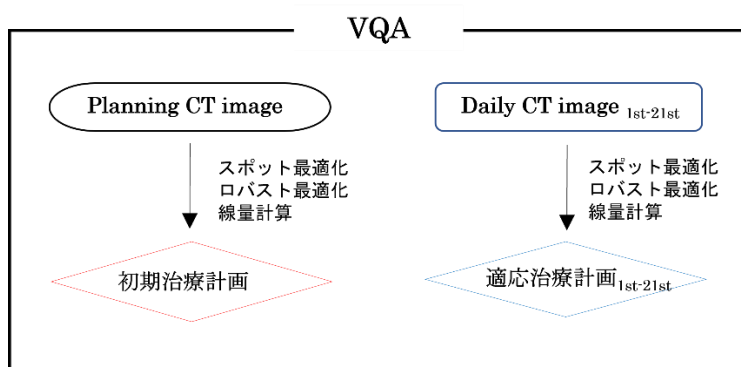 VQA
Planning CT image
スポット最適化
ロバスト最適化
線量計算
初期治療計画
Daily CT image 1st-21st
スポット最適化
ロバスト最適化
線量計算
適応治療計画1st-21st